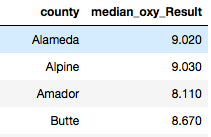 county median_oxy_Result
Alameda 9.020
Alpine 9.030
Amador 8.110
Butte 8.670